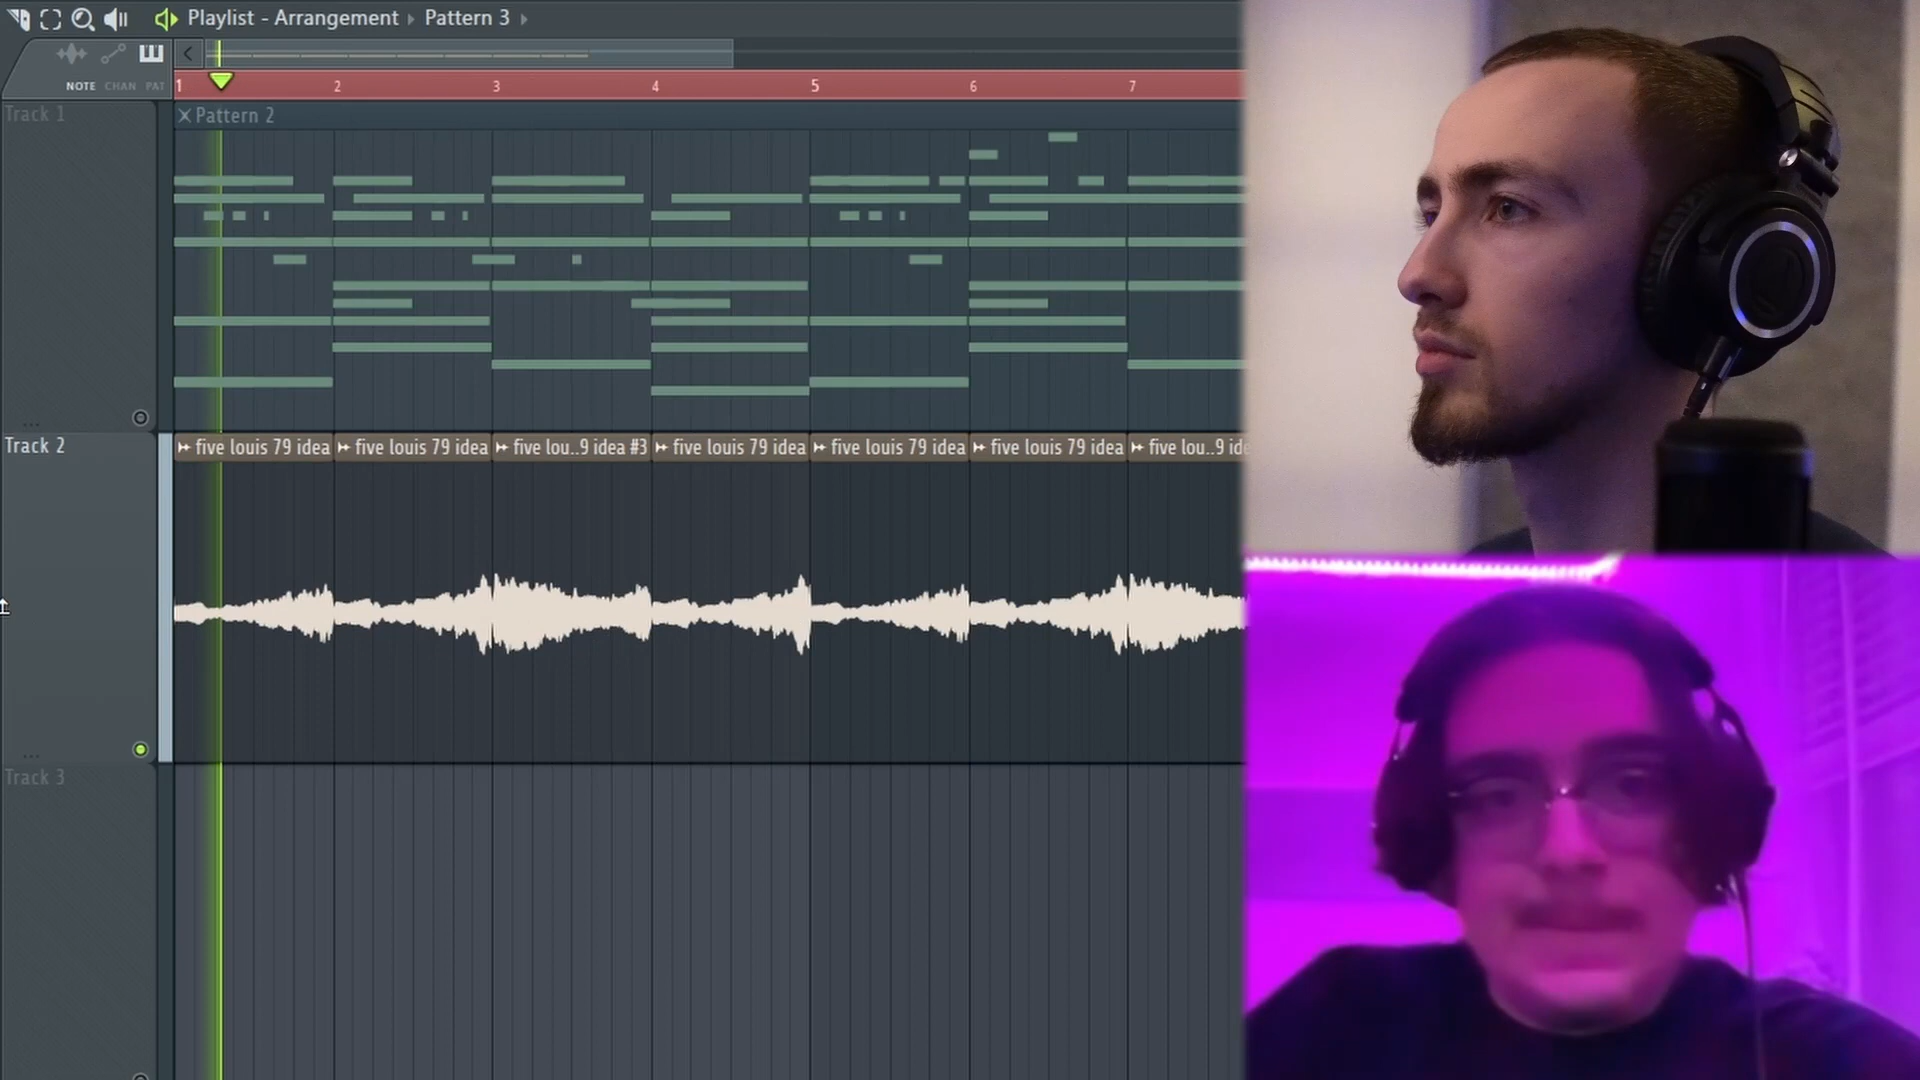 Playlist - Arrangement ▸ Pattern 3 ▸
NOTE CHAN PAT
1 2 3 4 5 6 7
Track 1
Pattern 2
Track 2
five louis 79 idea five louis 79 idea five lou..9 idea #3 five louis 79 idea five louis 79 idea five louis 79 idea five lou..9 ide
Track 3